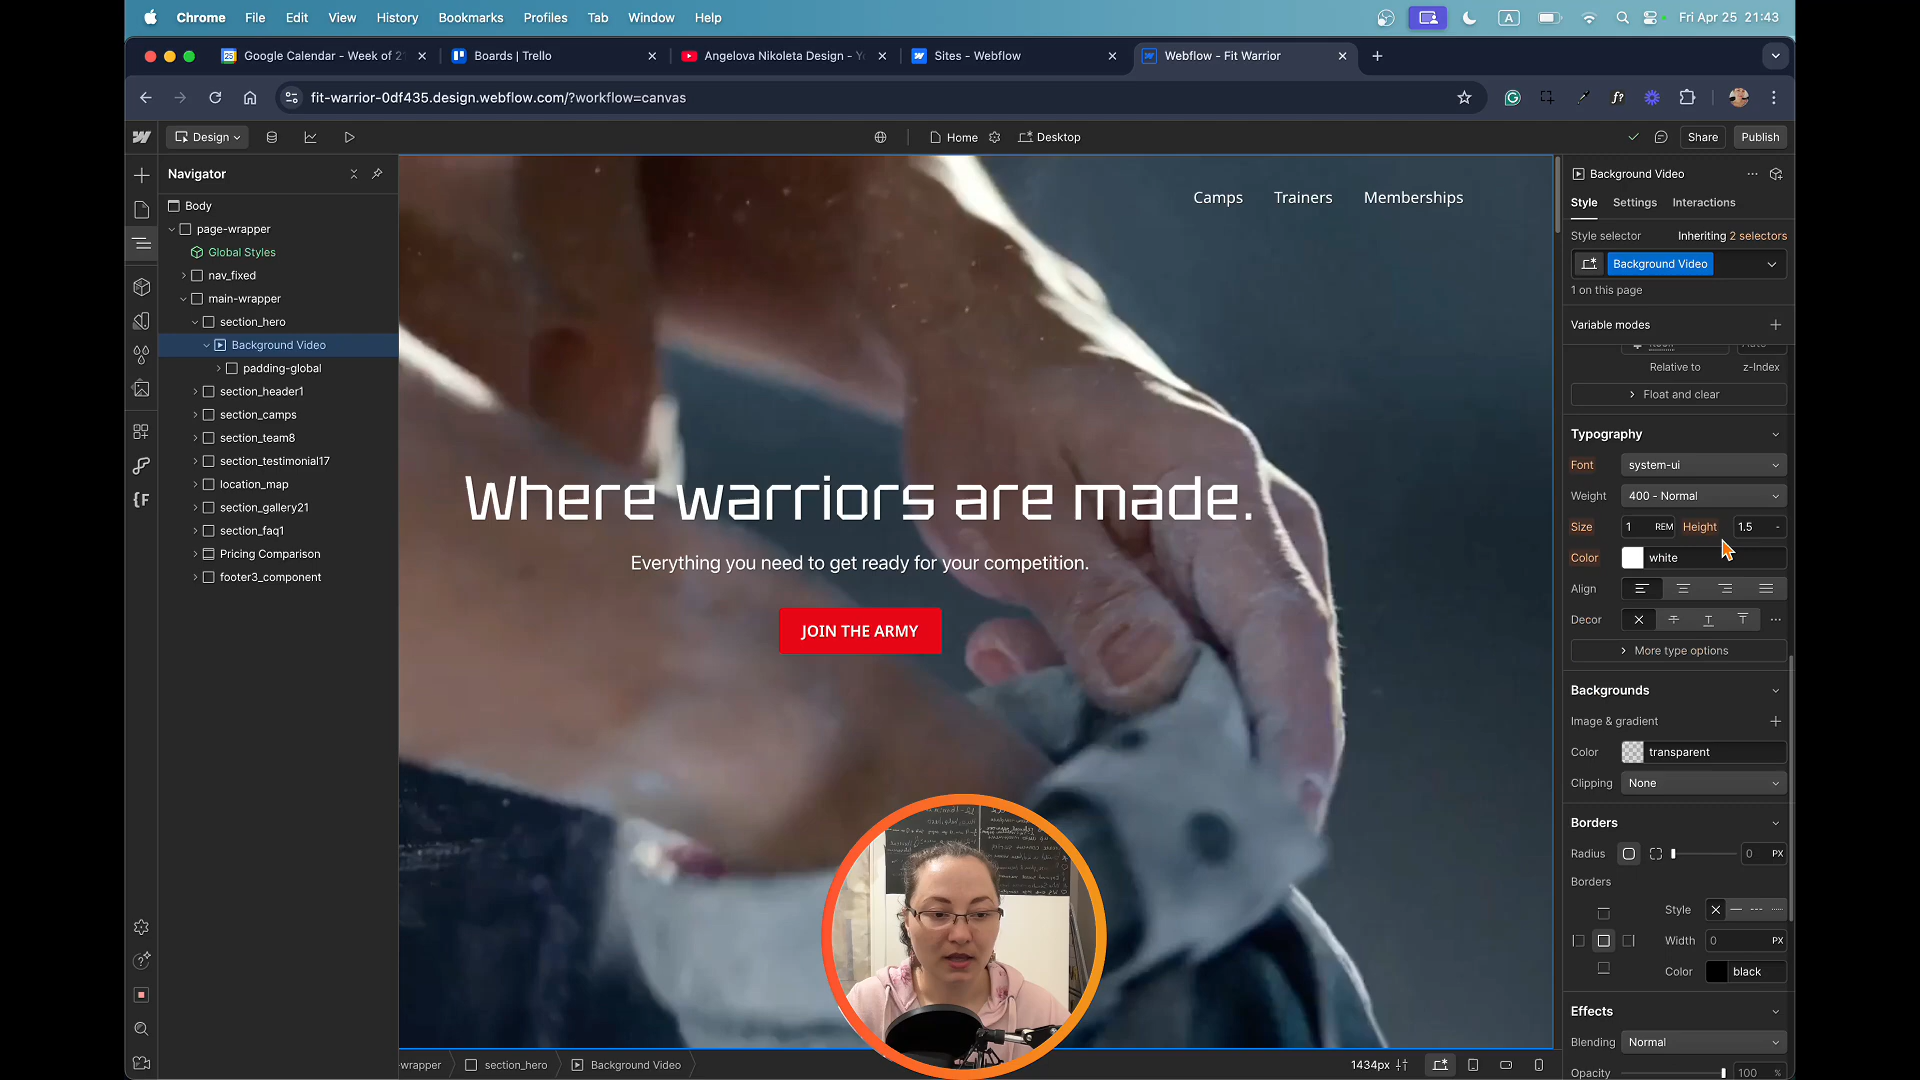 Chrome File Edit View History Bookmarks Profiles Tab Window Help
A
Fri Apr 25 21:43
Google Calendar - Week of 2
Boards | Trello
Angelova Nikoleta Design - Y
Sites - Webflow
Webflow - Fit Warrior
fit-warrior-0df435.design.webflow.com/?workflow=canvas
f?
Design
Home
Desktop
Share
Publish
Navigator
Body
page-wrapper
Global Styles
nav_fixed
main-wrapper
section_hero
Background Video
padding-global
section_header1
section_camps
section_team8
section_testimonial17
location_map
section_gallery21
section_faq1
Pricing Comparison
footer3_component
Camps Trainers Memberships
Where warriors are made.
Everything you need to get ready for your competition.
JOIN THE ARMY
-wrapper
section_hero
Background Video
1434px
Background Video
Style Settings Interactions
Style selector Inheriting 2 selectors
Background Video
1 on this page
Variable modes
Relative to z-Index
Float and clear
Typography
Font system-ui
Weight 400 - Normal
Size 1 REM Height 1.5 -
Color white
Align
Decor
More type options
Backgrounds
Image & gradient
Color transparent
Clipping None
Borders
Radius 0 PX
Borders
Style
Width 0 PX
Color black
Effects
Blending Normal
Opacity 100 %